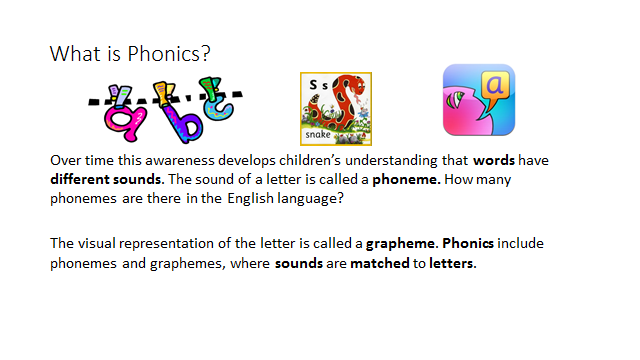 What is Phonics?
a b c
S s
snake
a
Over time this awareness develops children’s understanding that words have
different sounds. The sound of a letter is called a phoneme. How many
phonemes are there in the English language?
The visual representation of the letter is called a grapheme. Phonics include
phonemes and graphemes, where sounds are matched to letters.